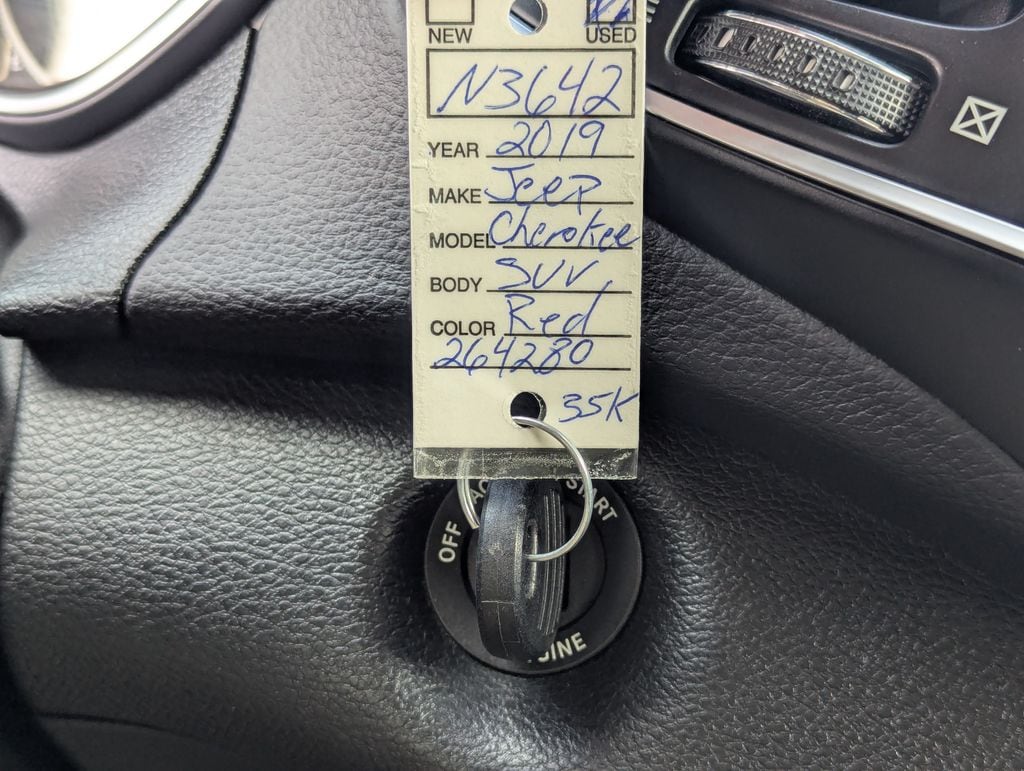 NEW USED
N3642
YEAR 2019
MAKE Jeep
MODEL Cherokee
BODY SUV
COLOR Red
264280
35K
OFF START